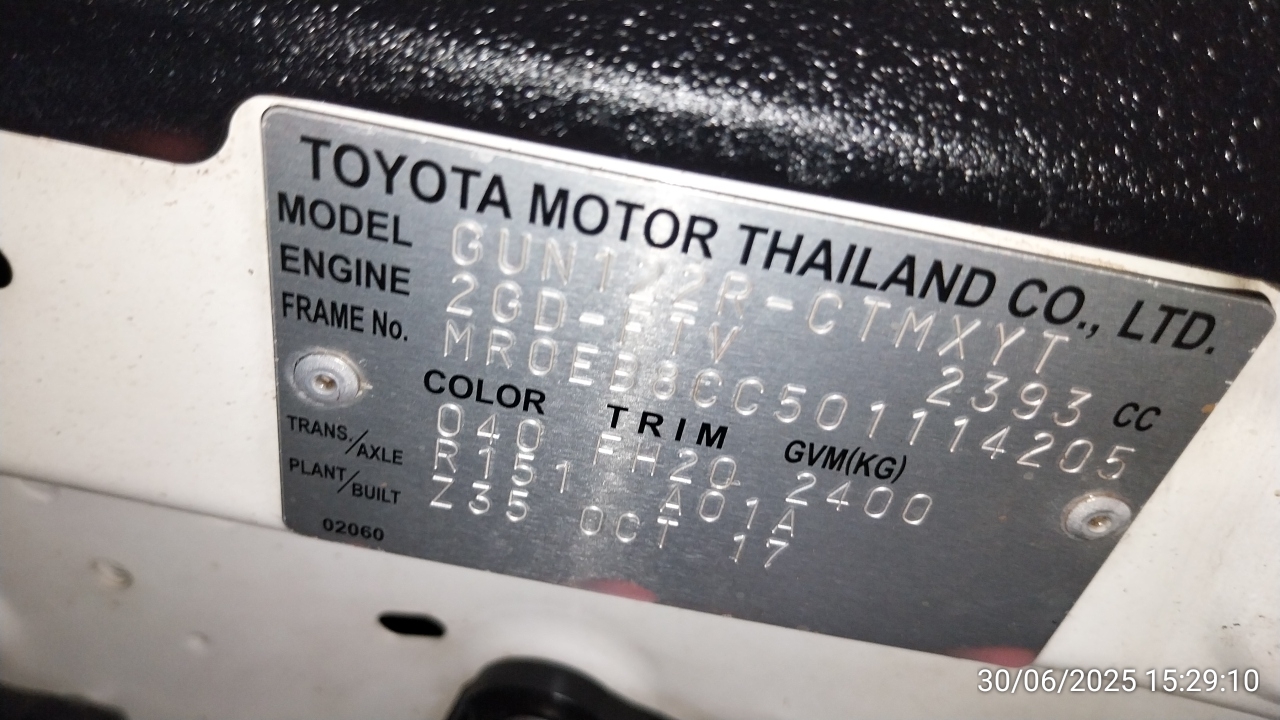 TOYOTA MOTOR THAILAND CO., LTD.
MODEL GUN122R-CTMXYT
ENGINE 2GD-FTV 2393 CC
FRAME No. MR0EB8CC501114205
COLOR TRIM GVM(KG)
040 FH20 2400
TRANS./AXLE R151 A01A
PLANT/BUILT Z35 OCT 17
02060
30/06/2025 15:29:10